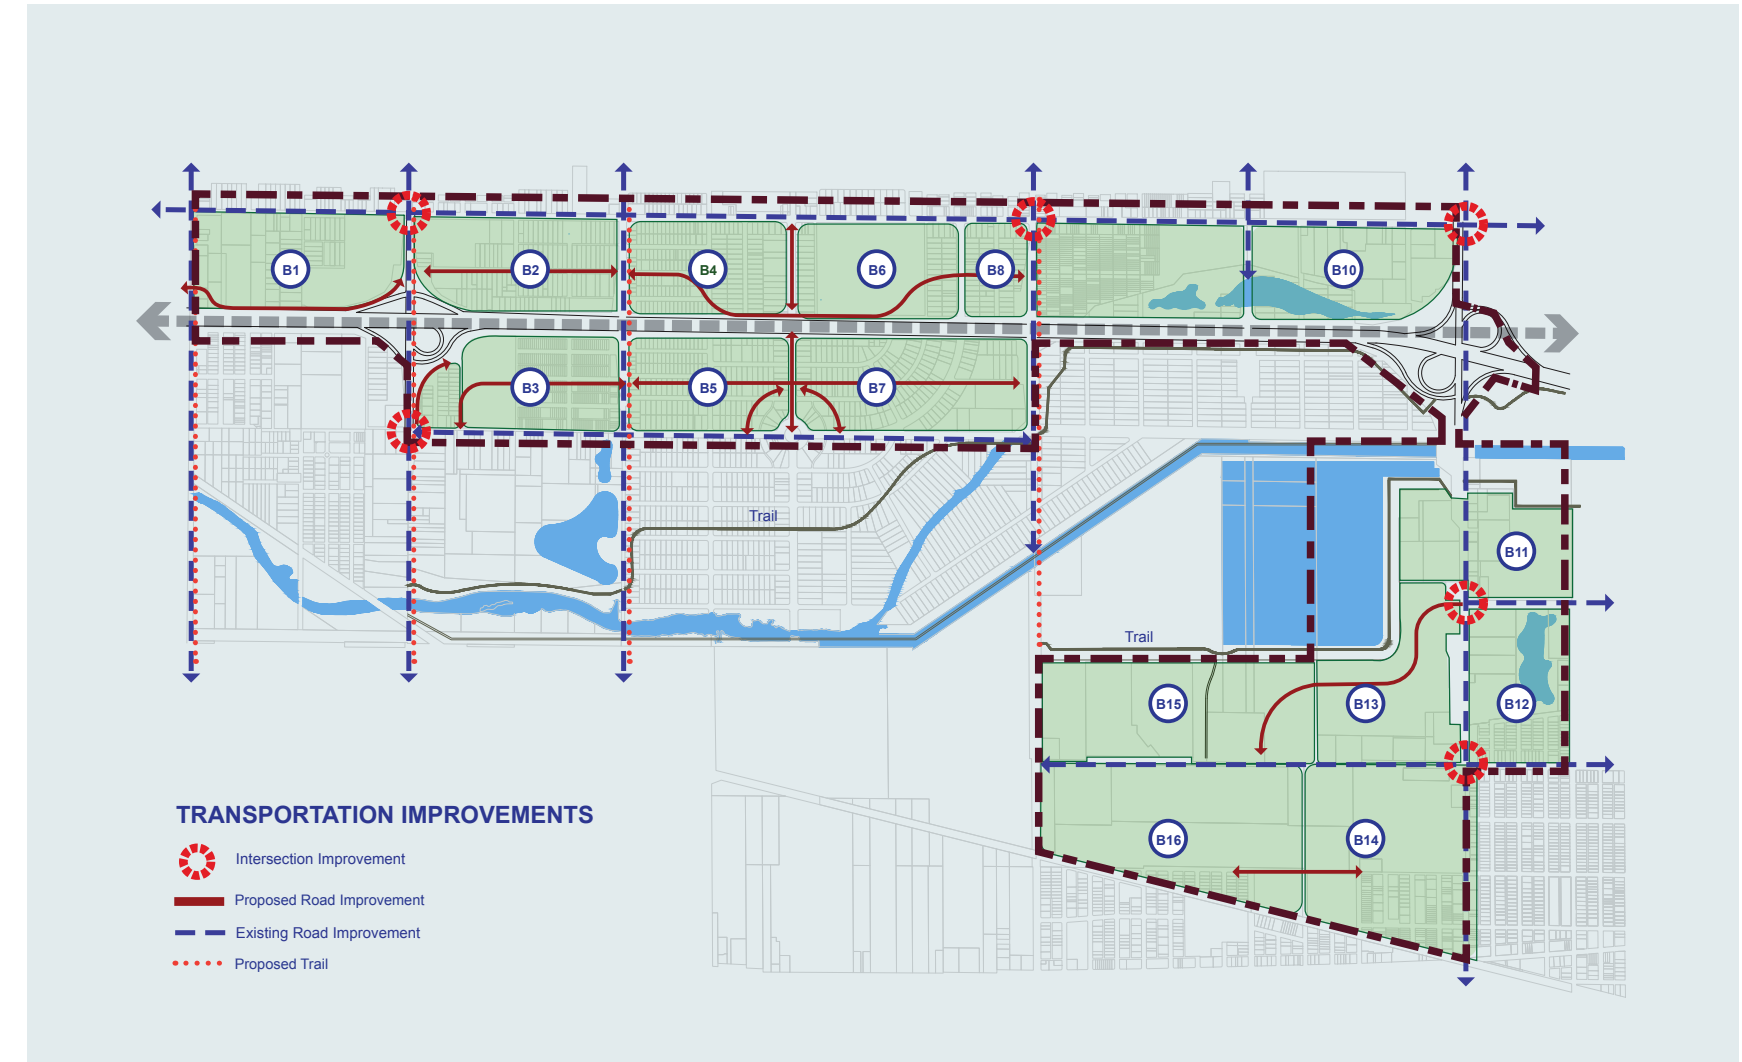 B1
B2
B4
B6
B8
B10
B3
B5
B7
Trail
B11
Trail
B15
B13
B12
TRANSPORTATION IMPROVEMENTS
Intersection Improvement
B16
B14
Proposed Road Improvement
Existing Road Improvement
Proposed Trail